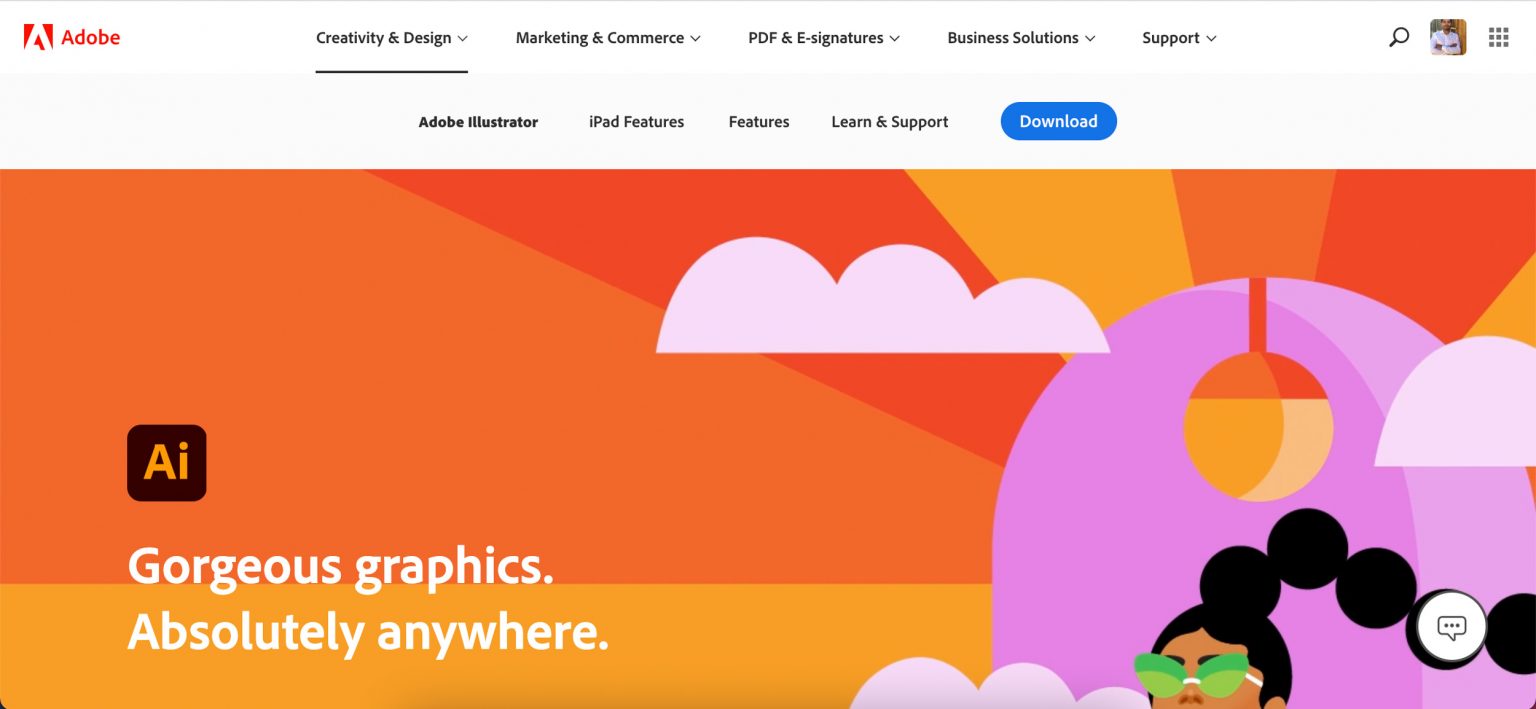 Adobe
Creativity & Design
Marketing & Commerce
PDF & E-signatures
Business Solutions
Support
Adobe Illustrator
iPad Features
Features
Learn & Support
Download
Ai
Gorgeous graphics.
Absolutely anywhere.